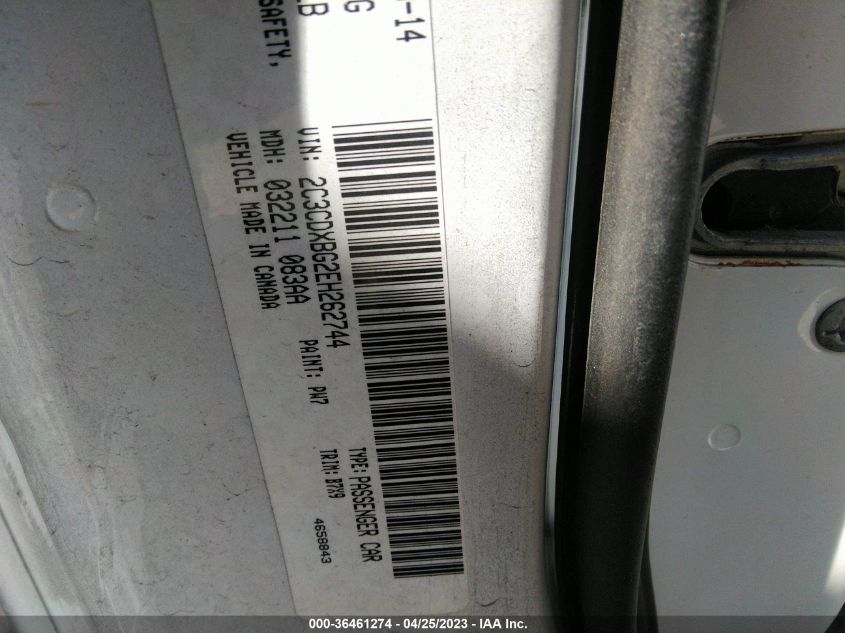 -14
G
LB
SAFETY,
VIN: 2C3CDXBG2EH262744
TYPE: PASSENGER CAR
MDH: 032211 083AA
PAINT: PW7
TRIM: B7X9
VEHICLE MADE IN CANADA
4658843
000-36461274 - 04/25/2023 - IAA Inc.